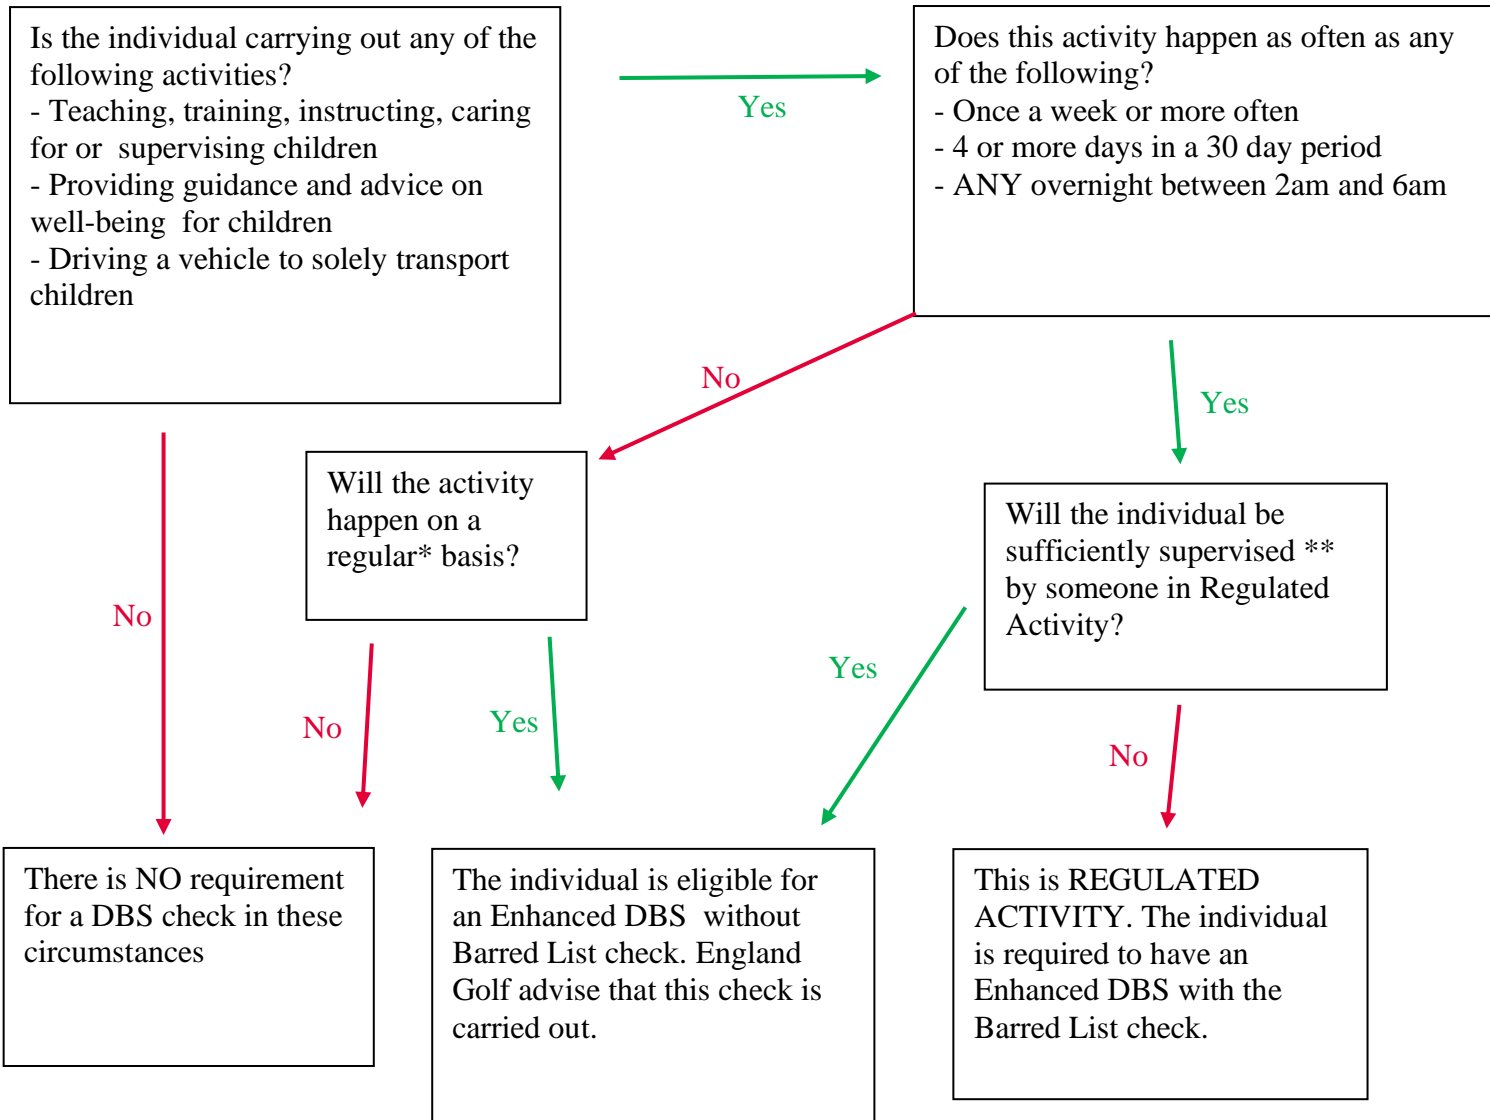 Is the individual carrying out any of the
following activities?
- Teaching, training, instructing, caring
for or  supervising children
- Providing guidance and advice on
well-being  for children
- Driving a vehicle to solely transport
children
Yes
Does this activity happen as often as any
of the following?
- Once a week or more often
- 4 or more days in a 30 day period
- ANY overnight between 2am and 6am
No
Yes
Will the activity
happen on a
regular* basis?
Will the individual be
sufficiently supervised **
by someone in Regulated
Activity?
No
No
Yes
Yes
No
There is NO requirement
for a DBS check in these
circumstances
The individual is eligible for
an Enhanced DBS  without
Barred List check. England
Golf advise that this check is
carried out.
This is REGULATED
ACTIVITY. The individual
is required to have an
Enhanced DBS with the
Barred List check.